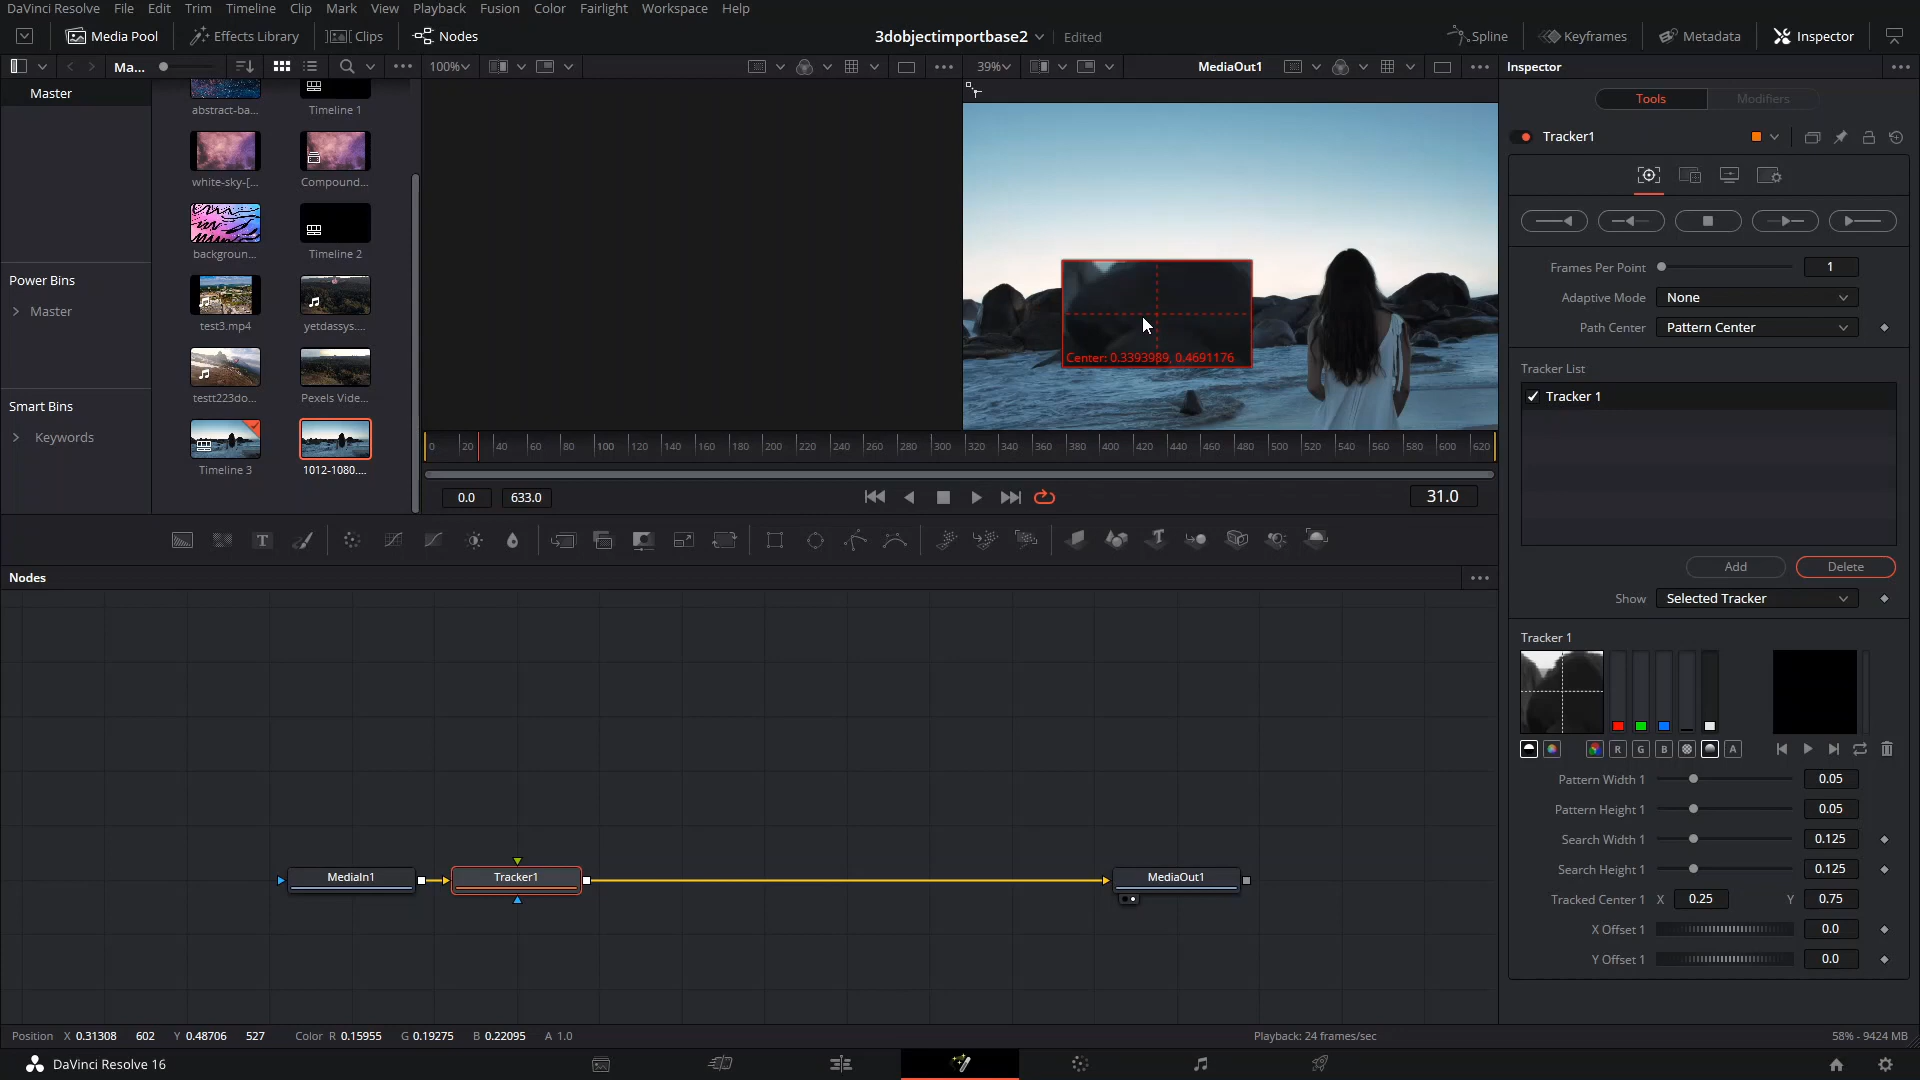 DaVinci Resolve File Edit Trim Timeline Clip Mark View Playback Fusion Color Fairlight Workspace Help
Media Pool Effects Library Clips Nodes 3dobjectimportbase2 Edited Spline Keyframes Metadata Inspector
Ma... 100% 39% MediaOut1 Inspector
Master
Tools Modifiers
abstract-ba... Timeline 1
Tracker1
white-sky-[... Compound...
backgroun... Timeline 2
Power Bins
Master
test3.mp4 yetdassys....
testt223do... Pexels Vide...
Smart Bins
Keywords
Timeline 3 1012-1080....
Center: 0.3393989, 0.4691176
Frames Per Point 1
Adaptive Mode None
Path Center Pattern Center
Tracker List
Tracker 1
0 20 40 60 80 100 120 140 160 180 200 220 240 260 280 300 320 340 360 380 400 420 440 460 480 500 520 540 560 580 600 620
0.0 633.0 31.0
T T
Add Delete
Show Selected Tracker
Nodes
Tracker 1
R G B A
Pattern Width 1 0.05
Pattern Height 1 0.05
Search Width 1 0.125
Search Height 1 0.125
Tracked Center 1 X 0.25 Y 0.75
X Offset 1 0.0
Y Offset 1 0.0
MediaIn1 Tracker1 MediaOut1
Position X 0.31308 602 Y 0.48706 527 Color R 0.15955 G 0.19275 B 0.22095 A 1.0 Playback: 24 frames/sec 58% - 9424 MB
DaVinci Resolve 16